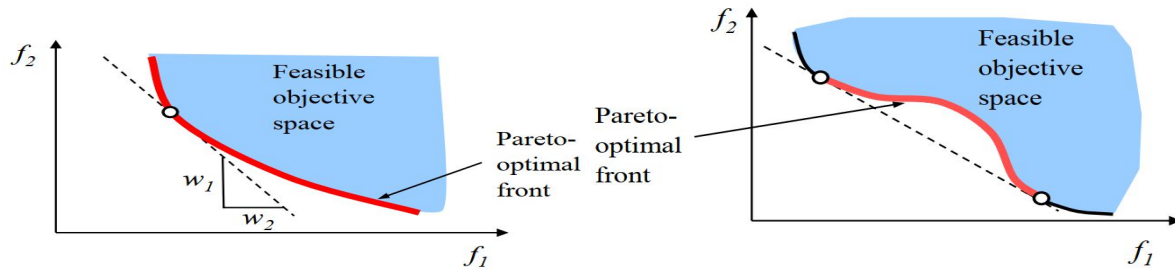 f2
Feasible
objective
space
Pareto-
optimal
front
w1
w2
f1
f2
Feasible
objective
space
Pareto-
optimal
front
f1